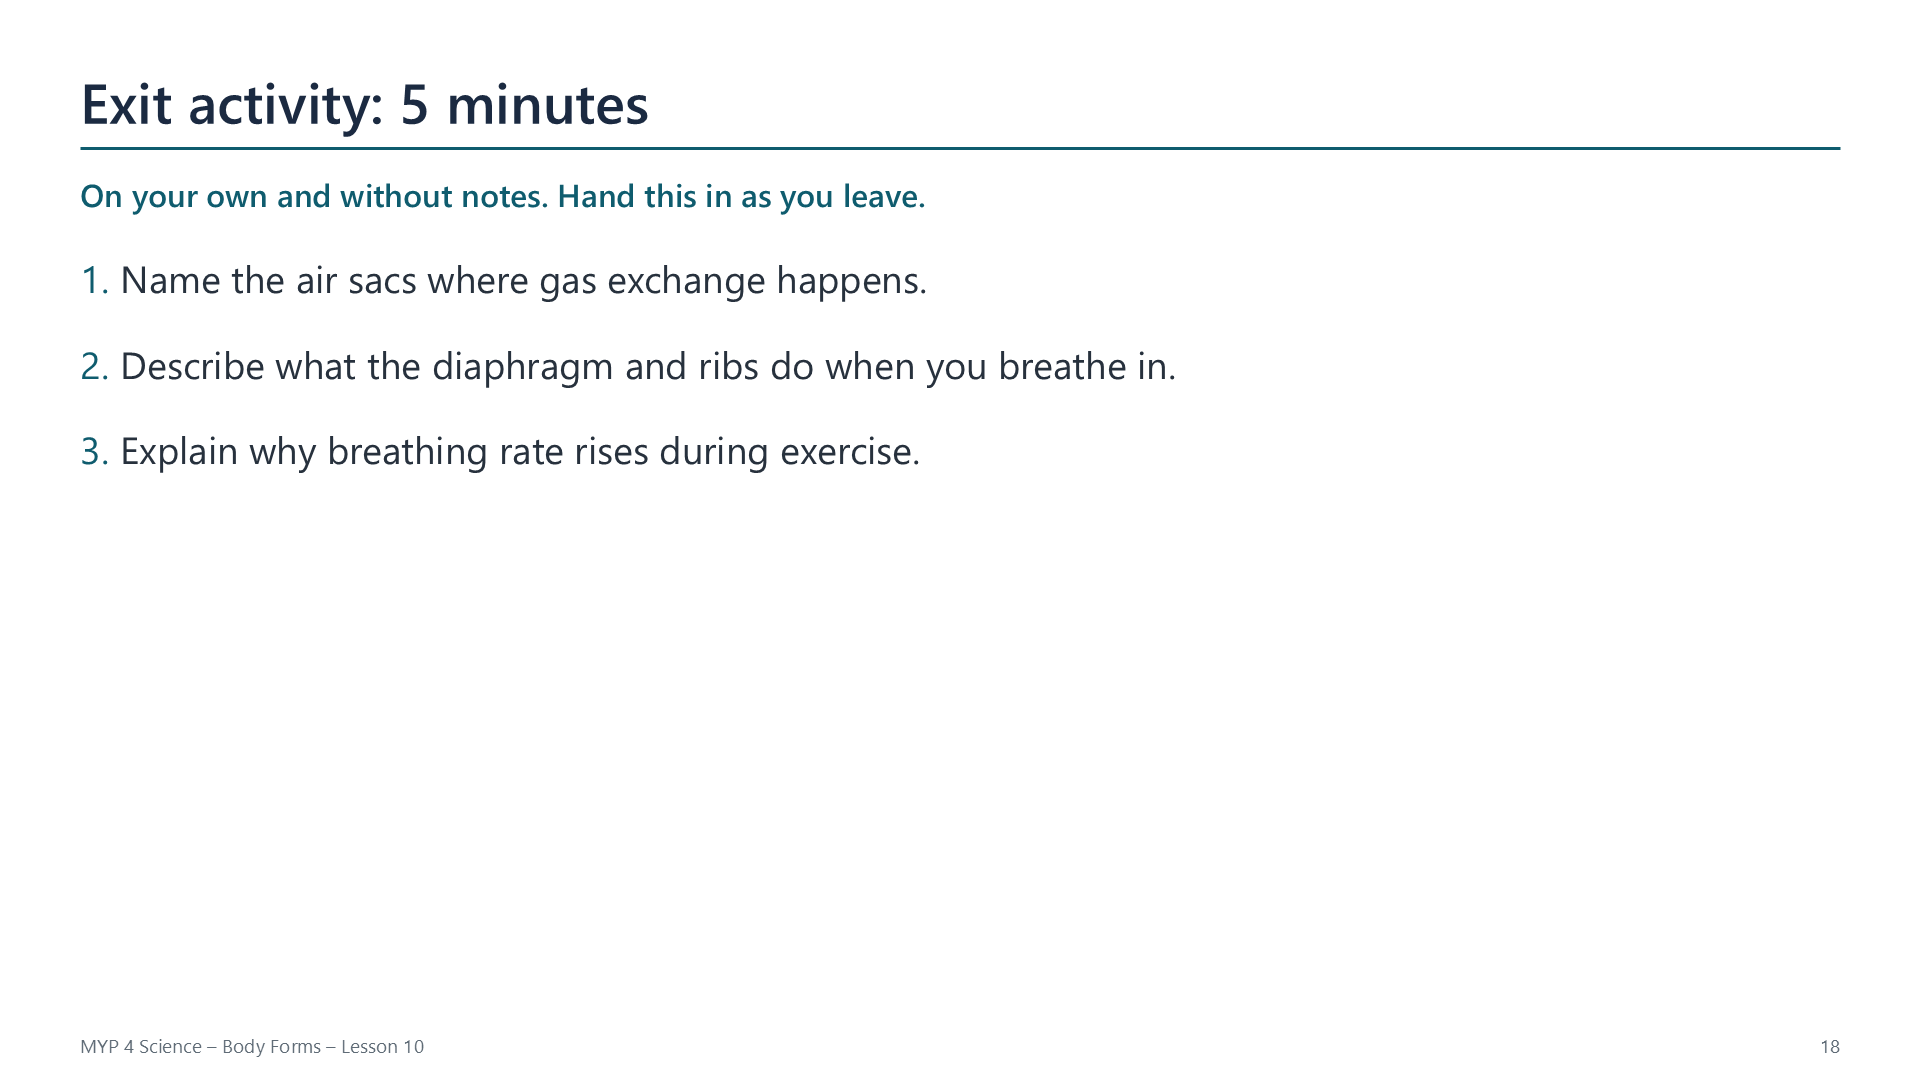 Exit activity: 5 minutes
On your own and without notes. Hand this in as you leave.
1. Name the air sacs where gas exchange happens.
2. Describe what the diaphragm and ribs do when you breathe in.
3. Explain why breathing rate rises during exercise.
MYP 4 Science – Body Forms – Lesson 10
18